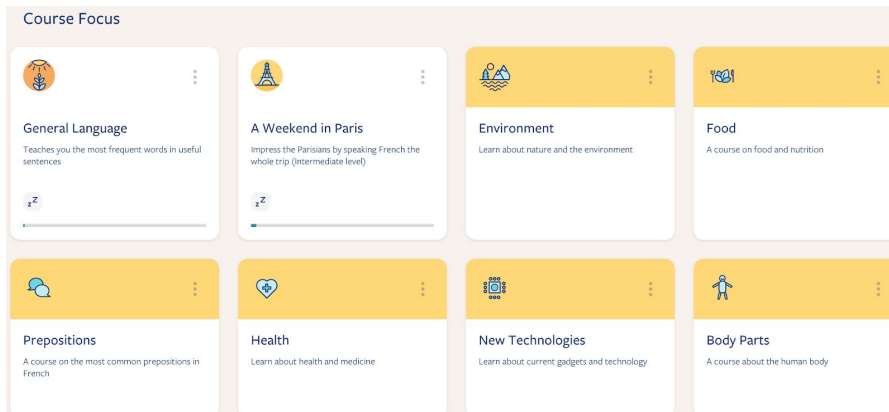 Course Focus
General Language
Teaches you the most frequent words in useful
sentences
zZ
A Weekend in Paris
Impress the Parisians by speaking French the
whole trip (Intermediate level)
zZ
Environment
Learn about nature and the environment
Food
A course on food and nutrition
Prepositions
A course on the most common prepositions in
French
Health
Learn about health and medicine
New Technologies
Learn about current gadgets and technology
Body Parts
A course about the human body